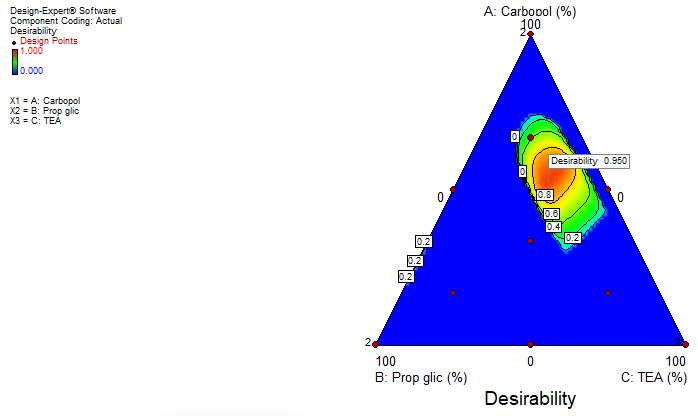 Design-Expert® Software
Component Coding: Actual
Desirability
Design Points
1.000
0.000
X1 = A: Carbopol
X2 = B: Prop glic
X3 = C: TEA
A: Carbopol (%)
100
2
0
Desirability 0.950
0
0.8
0
0
0.6
0.4
0.2
0.2
0.2
0.2
2
2
100
0
100
B: Prop glic (%)
C: TEA (%)
Desirability